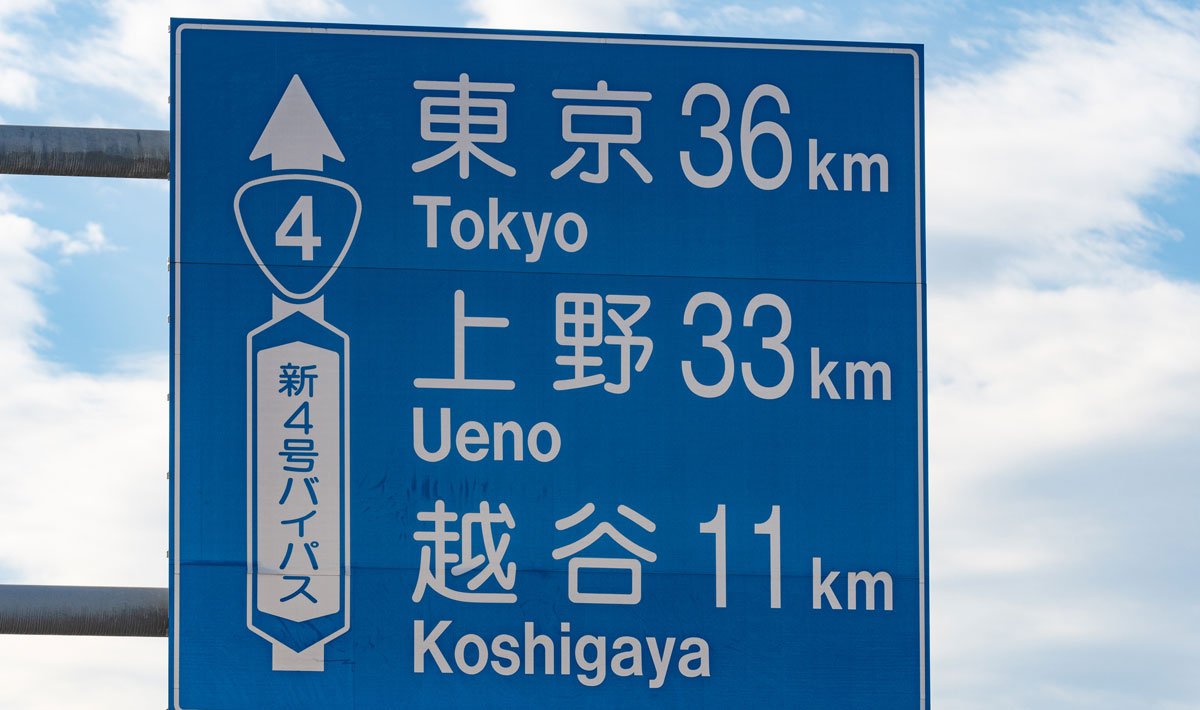 東京 36 km
Tokyo
4
上野 33 km
Ueno
新4号バイパス
越谷 11 km
Koshigaya